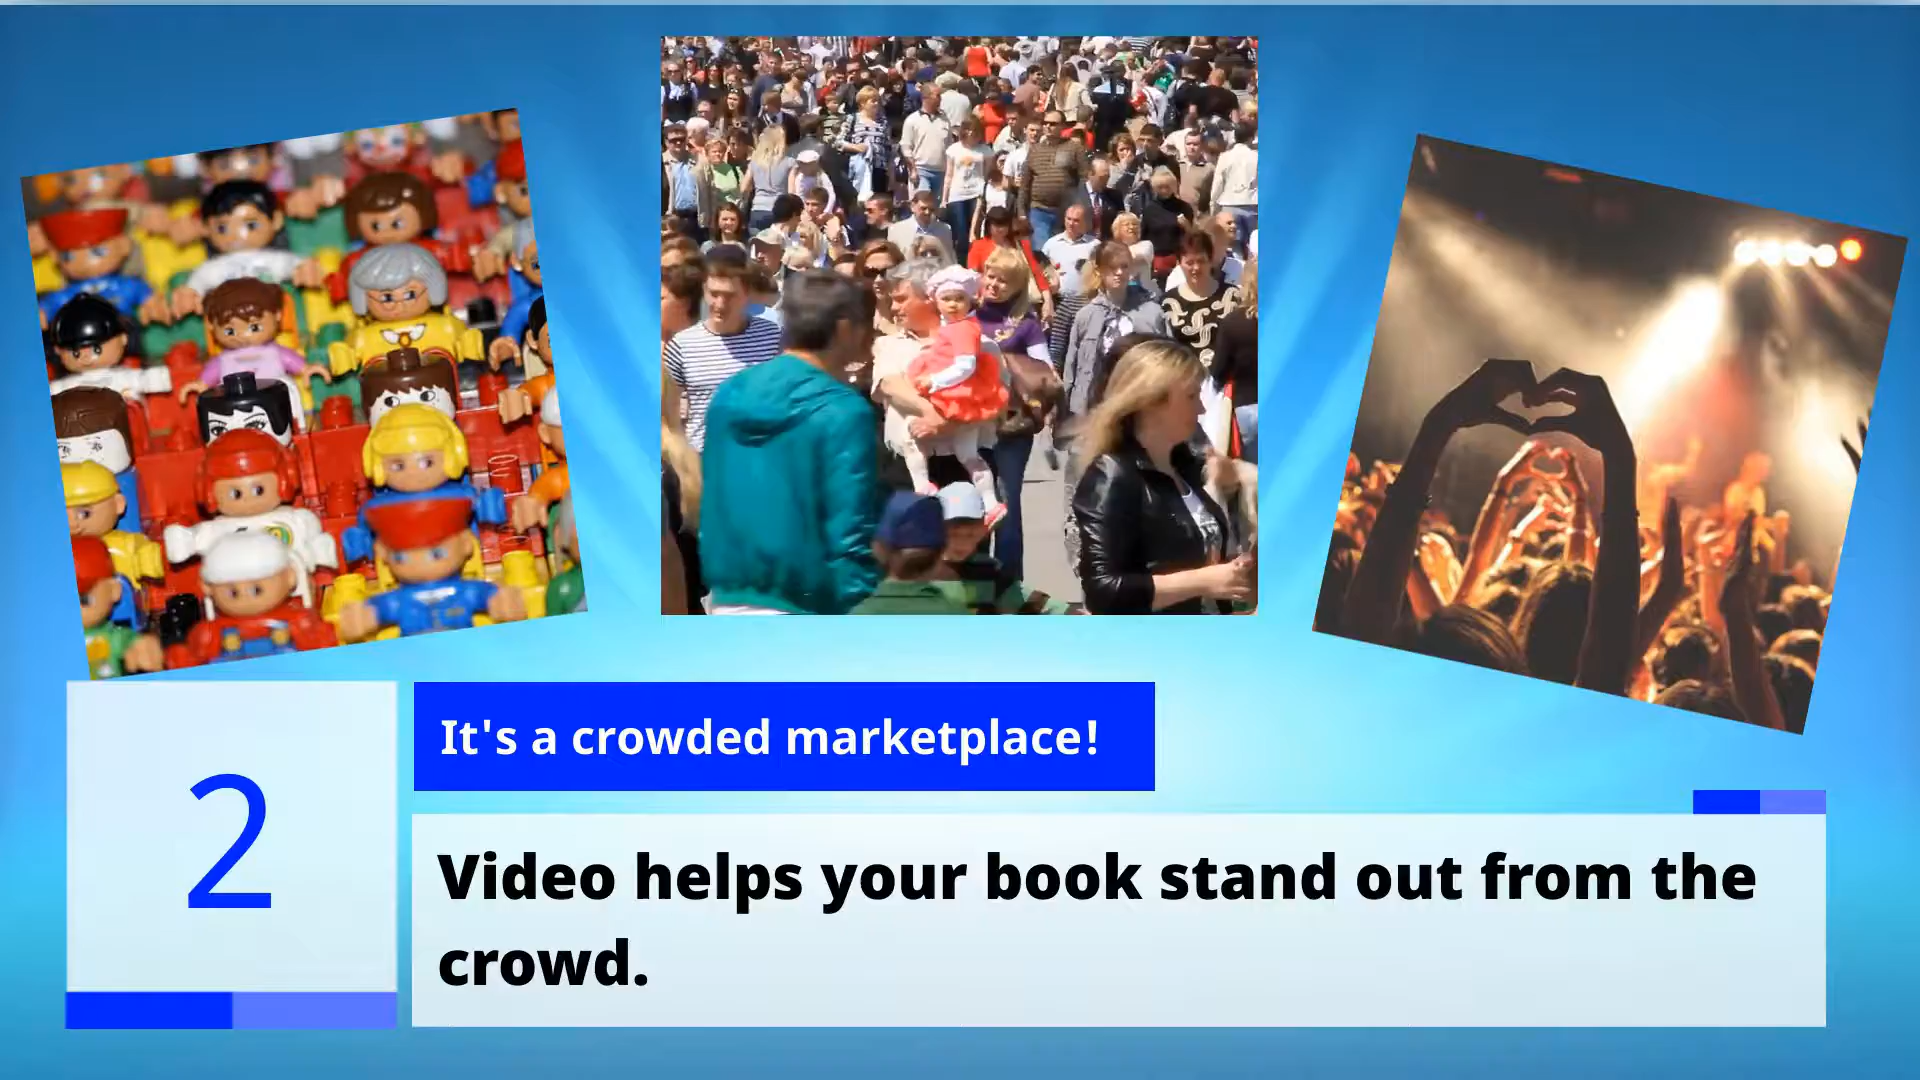 2
It's a crowded marketplace!
Video helps your book stand out from the
crowd.